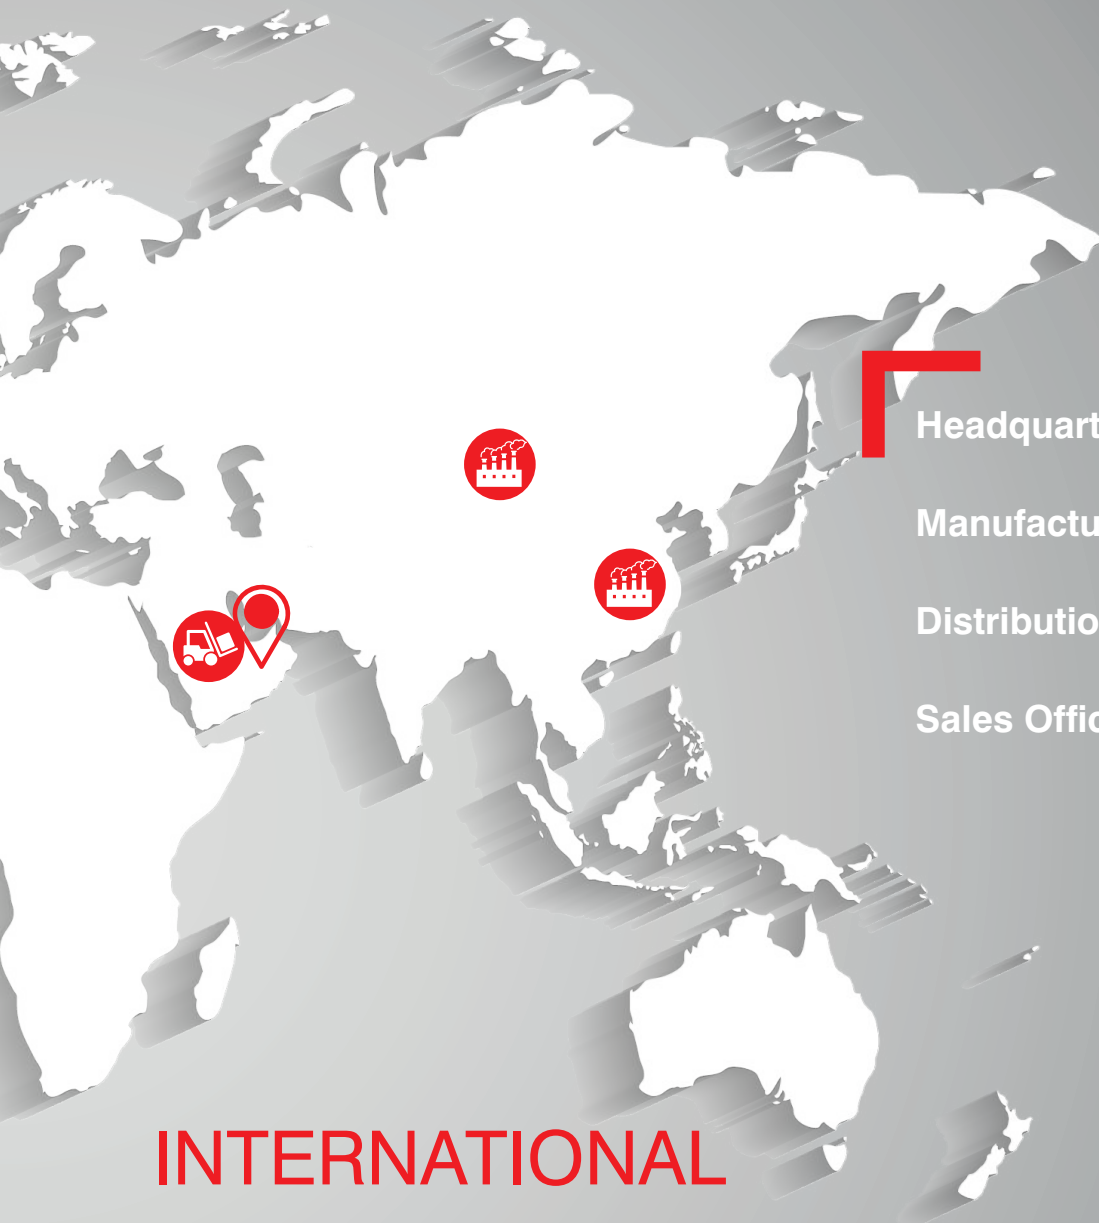 Headquart
Manufactu
Distributio
Sales Offic
INTERNATIONAL